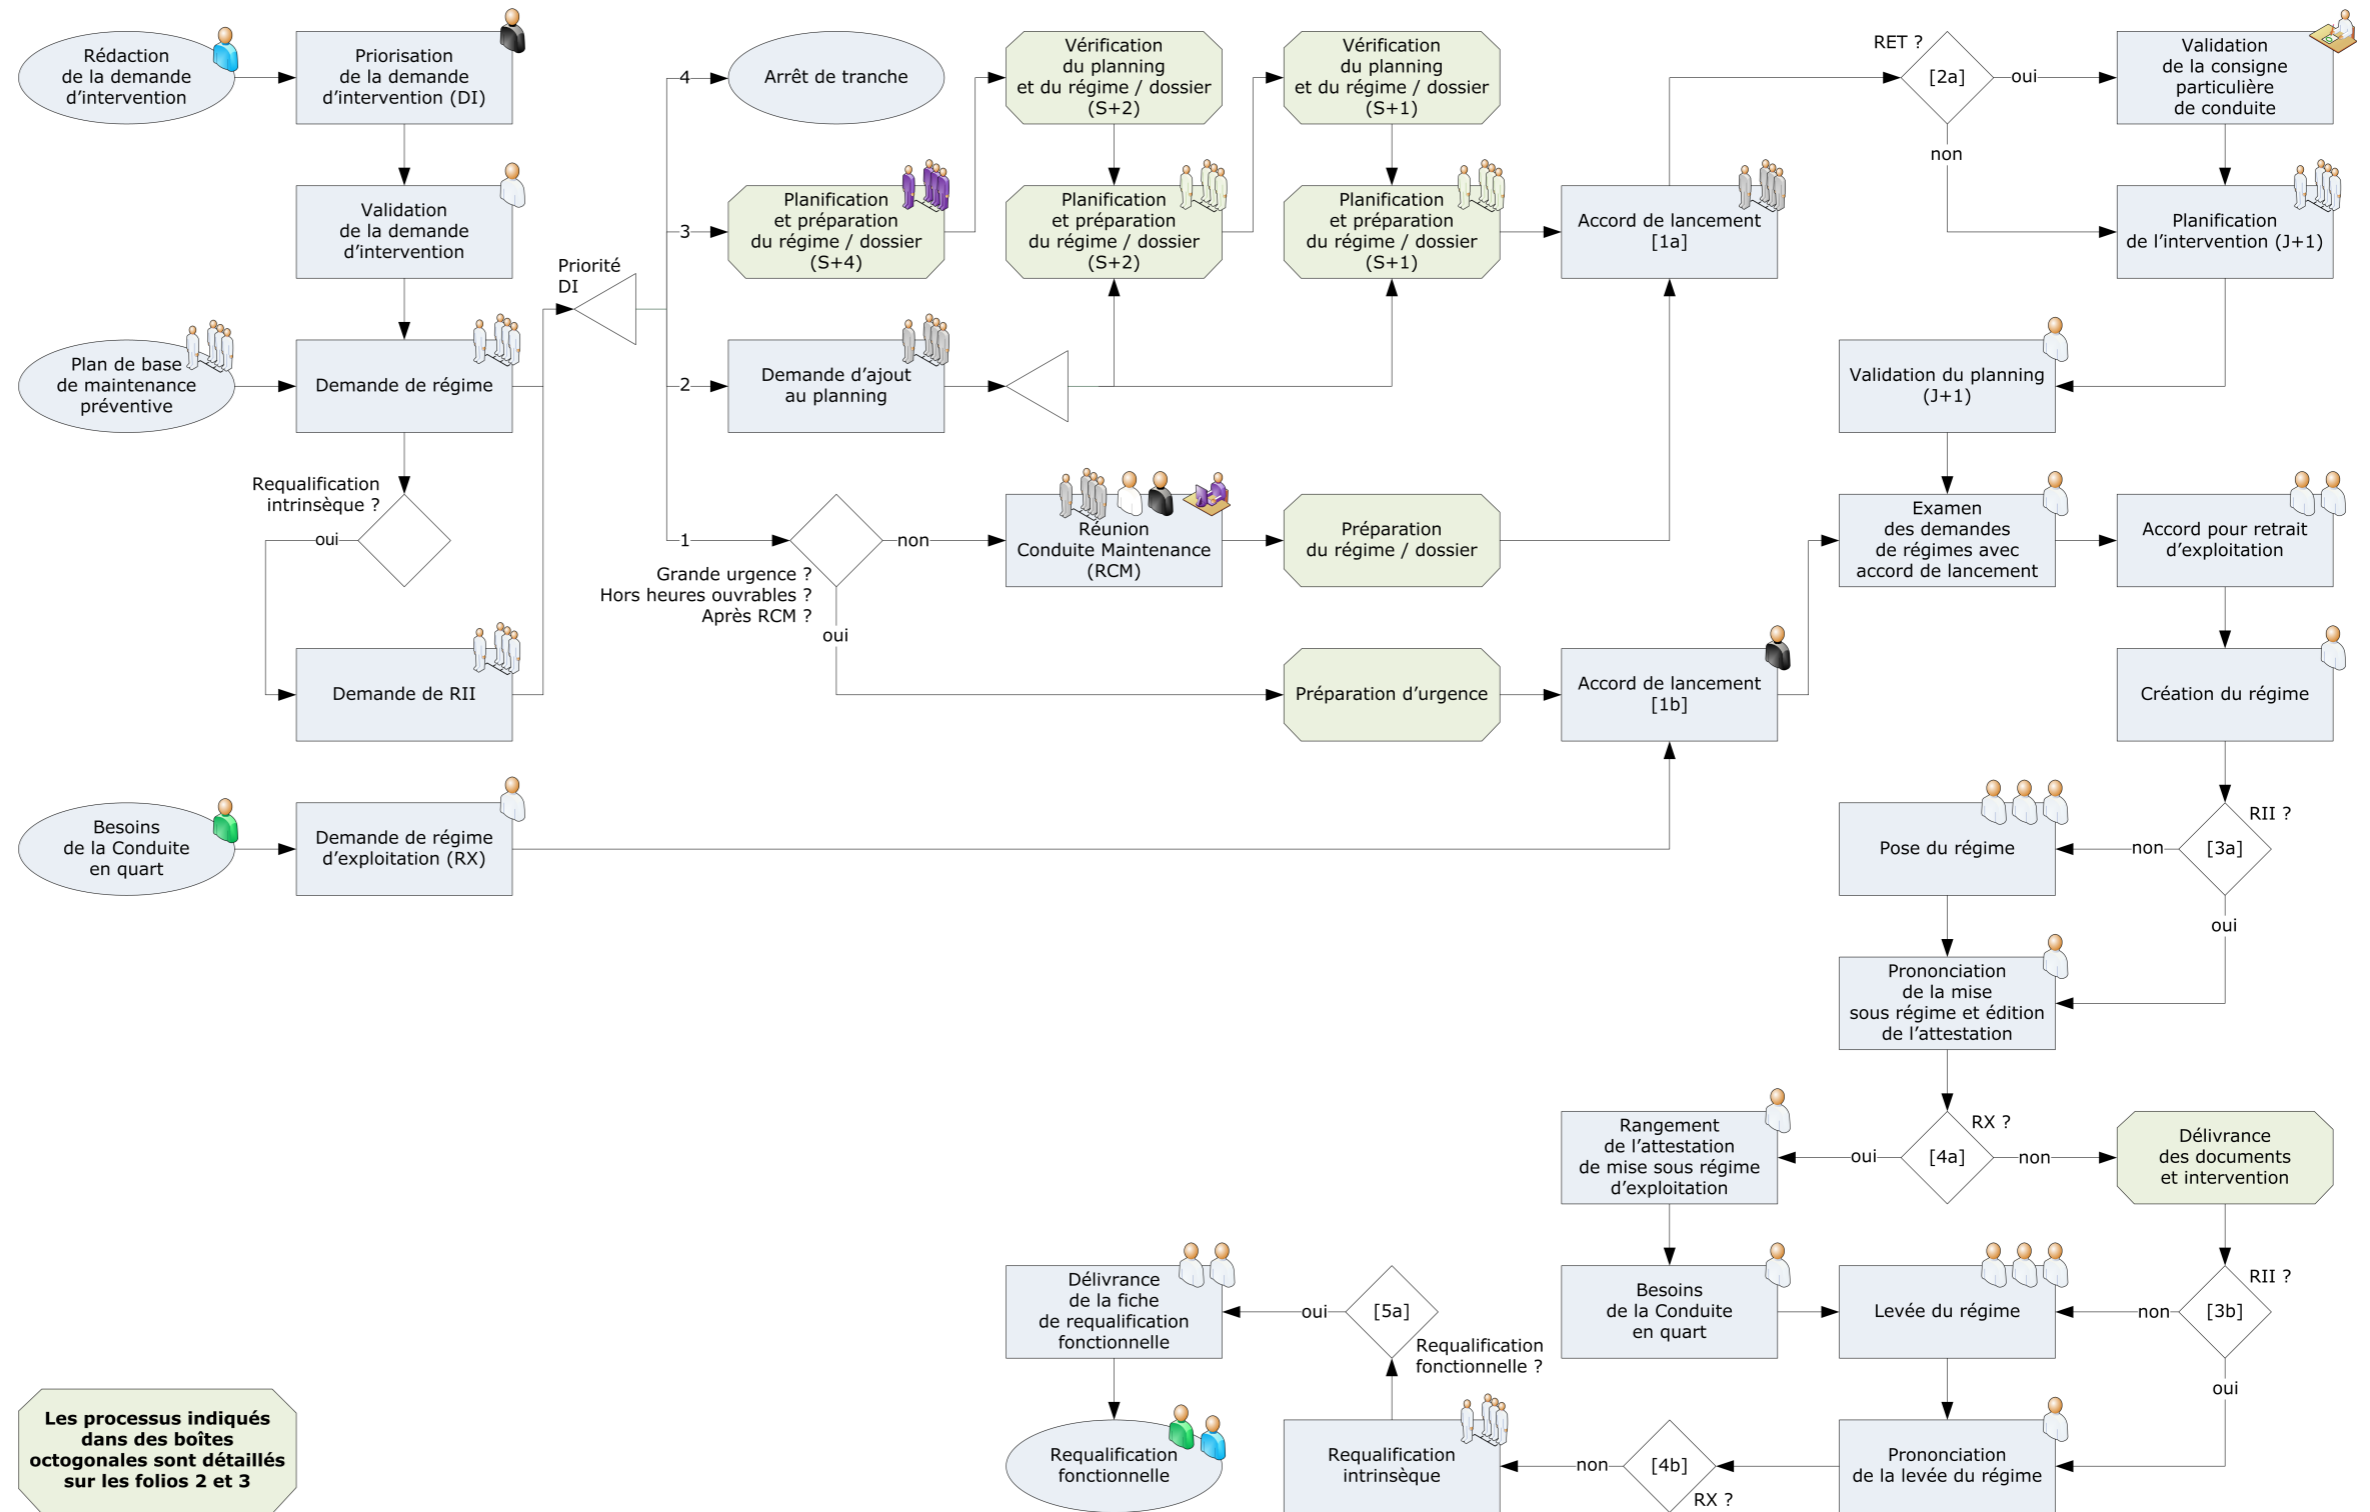 Rédaction
de la demande
d'intervention
Priorisation
de la demande
d'intervention (DI)
4
Arrêt de tranche
Vérification
du planning
et du régime / dossier
(S+2)
Vérification
du planning
et du régime / dossier
(S+1)
RET ?
[2a]
oui
non
Validation
de la consigne
particulière
de conduite
Validation
de la demande
d'intervention
3
Planification
et préparation
du régime / dossier
(S+4)
Planification
et préparation
du régime / dossier
(S+2)
Planification
et préparation
du régime / dossier
(S+1)
Accord de lancement
[1a]
Planification
de l'intervention (J+1)
Priorité
DI
Plan de base
de maintenance
préventive
Demande de régime
2
Demande d'ajout
au planning
Validation du planning
(J+1)
Requalification
intrinsèque ?
oui
1
Grande urgence ?
Hors heures ouvrables ?
Après RCM ?
non
oui
Réunion
Conduite Maintenance
(RCM)
Préparation
du régime / dossier
Examen
des demandes
de régimes avec
accord de lancement
Accord pour retrait
d'exploitation
Demande de RII
Préparation d'urgence
Accord de lancement
[1b]
Création du régime
Besoins
de la Conduite
en quart
Demande de régime
d'exploitation (RX)
Pose du régime
non
[3a]
RII ?
oui
Prononciation
de la mise
sous régime et édition
de l'attestation
Rangement
de l'attestation
de mise sous régime
d'exploitation
oui
[4a]
RX ?
non
Délivrance
des documents
et intervention
Délivrance
de la fiche
de requalification
fonctionnelle
oui
[5a]
Requalification
fonctionnelle ?
Besoins
de la Conduite
en quart
Levée du régime
non
[3b]
RII ?
oui
Les processus indiqués
dans des boîtes
octogonales sont détaillés
sur les folios 2 et 3
Requalification
fonctionnelle
Requalification
intrinsèque
non
[4b]
RX ?
Prononciation
de la levée du régime